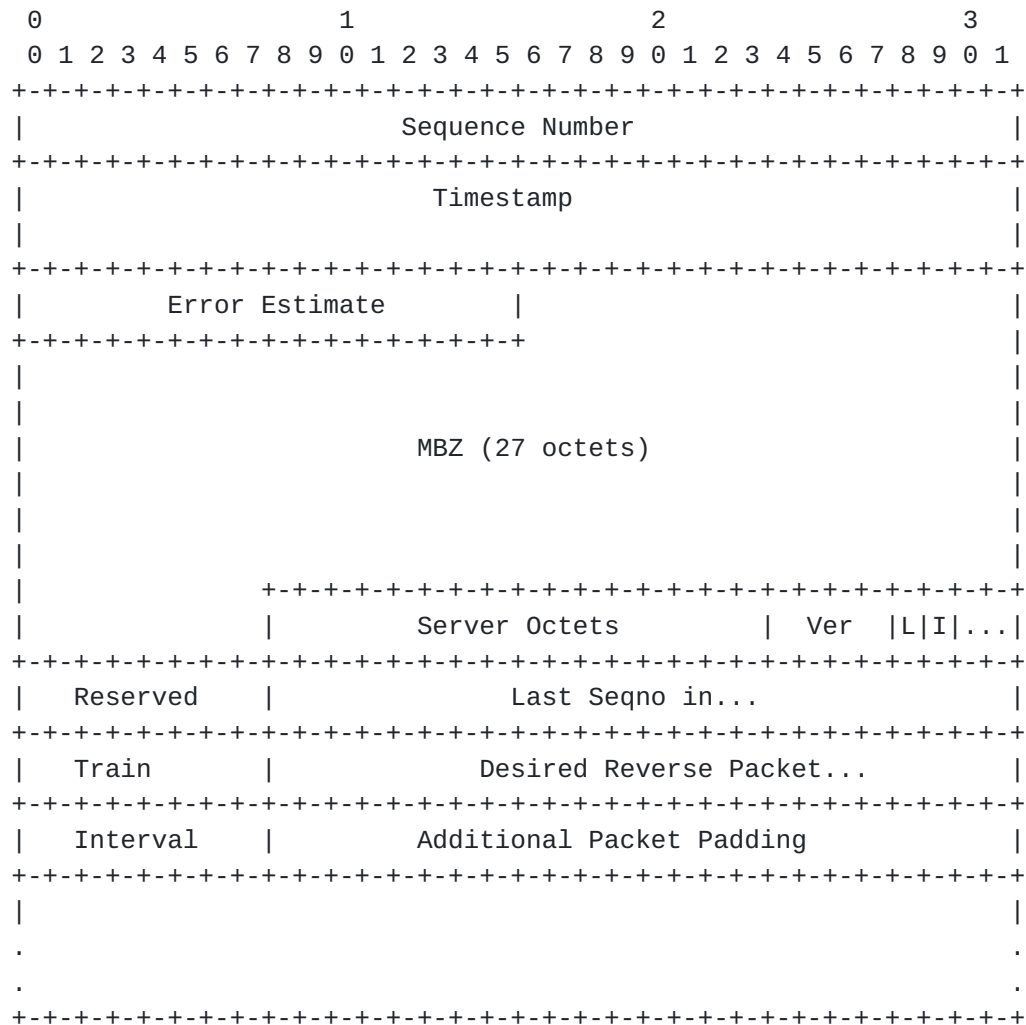 0                   1                   2                   3
 0 1 2 3 4 5 6 7 8 9 0 1 2 3 4 5 6 7 8 9 0 1 2 3 4 5 6 7 8 9 0 1
+-+-+-+-+-+-+-+-+-+-+-+-+-+-+-+-+-+-+-+-+-+-+-+-+-+-+-+-+-+-+-+-+
|                        Sequence Number                        |
+-+-+-+-+-+-+-+-+-+-+-+-+-+-+-+-+-+-+-+-+-+-+-+-+-+-+-+-+-+-+-+-+
|                          Timestamp                            |
|                                                               |
+-+-+-+-+-+-+-+-+-+-+-+-+-+-+-+-+-+-+-+-+-+-+-+-+-+-+-+-+-+-+-+-+
|         Error Estimate        |                               |
+-+-+-+-+-+-+-+-+-+-+-+-+-+-+-+-+                               |
|                                                               |
|                                                               |
|                         MBZ (27 octets)                       |
|                                                               |
|                                                               |
|                                                               |
|               +-+-+-+-+-+-+-+-+-+-+-+-+-+-+-+-+-+-+-+-+-+-+-+-+
|               |         Server Octets         |  Ver  |L|I|...|
+-+-+-+-+-+-+-+-+-+-+-+-+-+-+-+-+-+-+-+-+-+-+-+-+-+-+-+-+-+-+-+-+
|   Reserved    |               Last Seqno in...                |
+-+-+-+-+-+-+-+-+-+-+-+-+-+-+-+-+-+-+-+-+-+-+-+-+-+-+-+-+-+-+-+-+
|   Train       |             Desired Reverse Packet...         |
+-+-+-+-+-+-+-+-+-+-+-+-+-+-+-+-+-+-+-+-+-+-+-+-+-+-+-+-+-+-+-+-+
|   Interval    |         Additional Packet Padding             |
+-+-+-+-+-+-+-+-+-+-+-+-+-+-+-+-+-+-+-+-+-+-+-+-+-+-+-+-+-+-+-+-+
|                                                               |
.                                                               .
.                                                               .
+-+-+-+-+-+-+-+-+-+-+-+-+-+-+-+-+-+-+-+-+-+-+-+-+-+-+-+-+-+-+-+-+